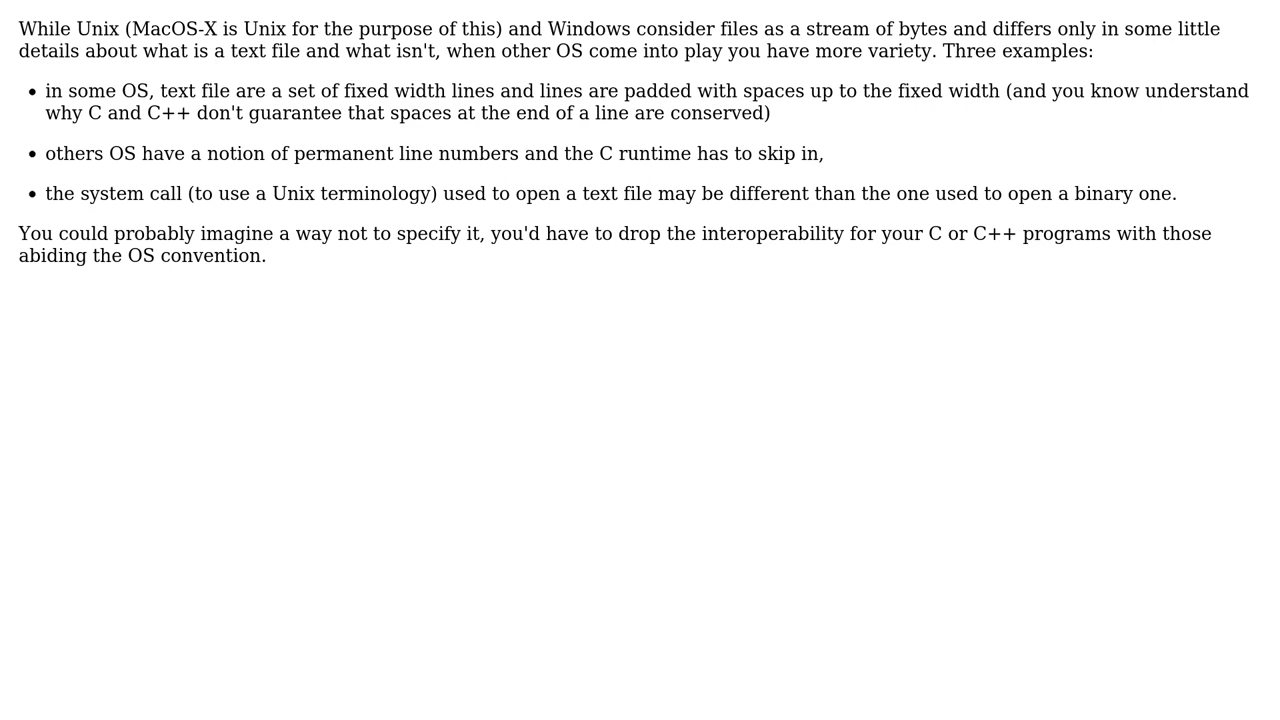 While Unix (MacOS-X is Unix for the purpose of this) and Windows consider files as a stream of bytes and differs only in some little
details about what is a text file and what isn't, when other OS come into play you have more variety. Three examples:
• in some OS, text file are a set of fixed width lines and lines are padded with spaces up to the fixed width (and you know understand
why C and C++ don't guarantee that spaces at the end of a line are conserved)
• others OS have a notion of permanent line numbers and the C runtime has to skip in,
• the system call (to use a Unix terminology) used to open a text file may be different than the one used to open a binary one.
You could probably imagine a way not to specify it, you'd have to drop the interoperability for your C or C++ programs with those
abiding the OS convention.